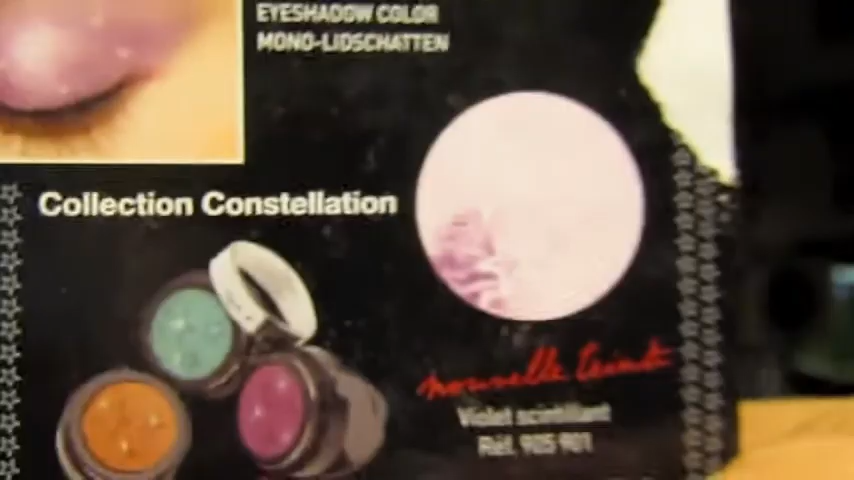 EYESHADOW COLOR
MONO-LIDSCHATTEN
Collection Constellation
nouvelle teinte
Violet scintillant
Réf. 905 901